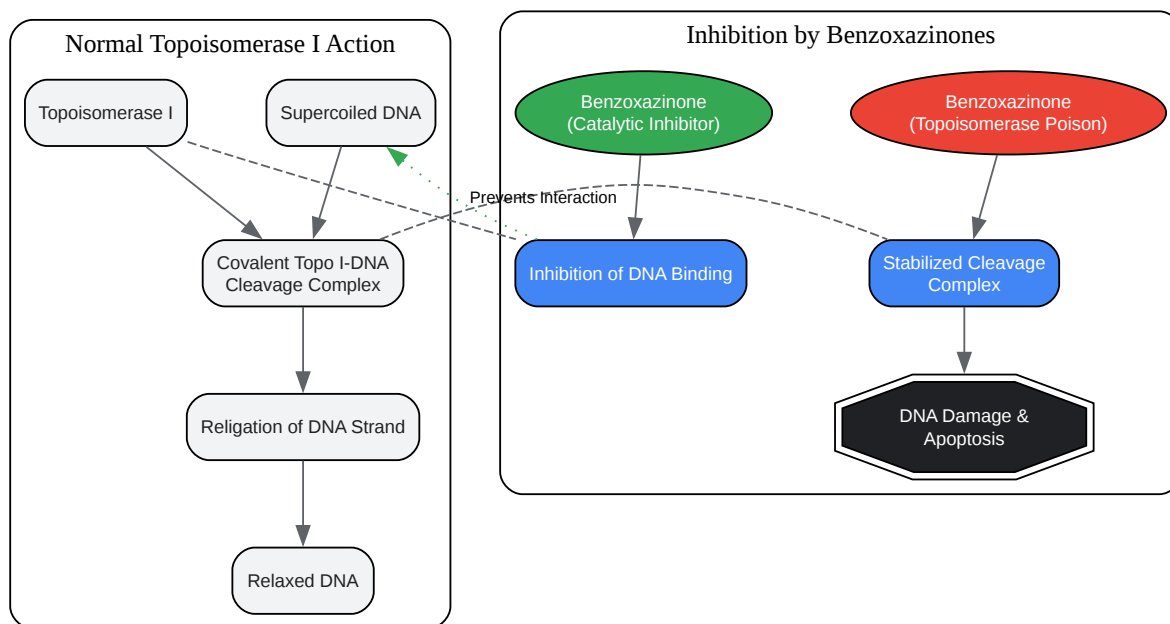 Normal Topoisomerase I Action
Topoisomerase I
Supercoiled DNA
Covalent Topo I-DNA
Cleavage Complex
Religation of DNA Strand
Relaxed DNA
Inhibition by Benzoxazinones
Benzoxazinone
(Catalytic Inhibitor)
Benzoxazinone
(Topoisomerase Poison)
Prevents Interaction
Inhibition of DNA Binding
Stabilized Cleavage
Complex
DNA Damage &
Apoptosis